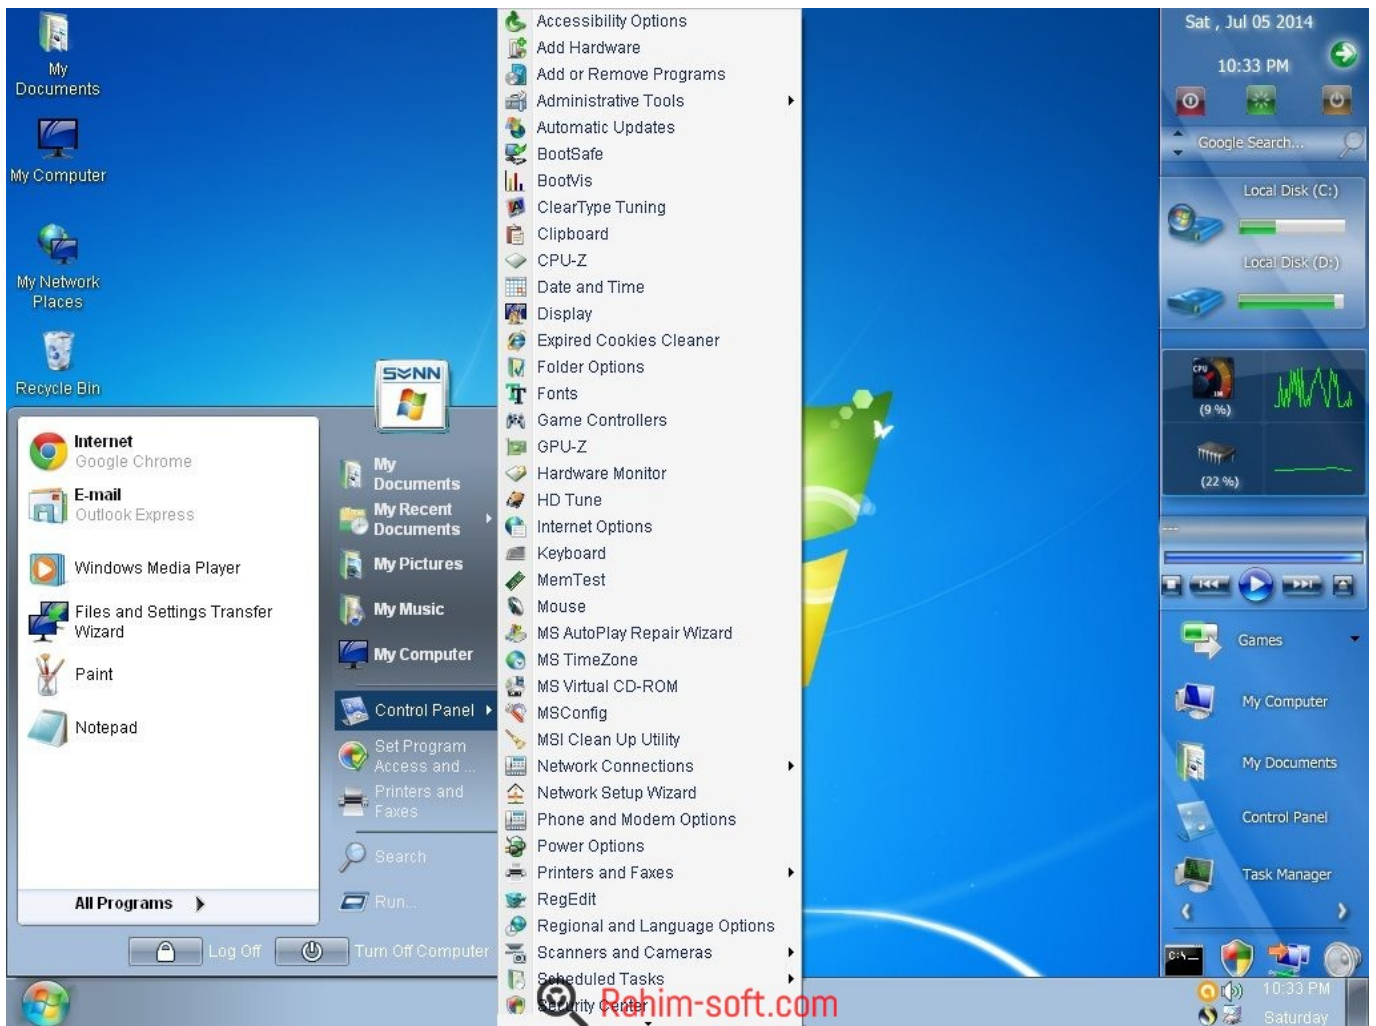 My
Documents
My Computer
My Network
Places
Recycle Bin
SVNN
Internet
Google Chrome
E-mail
Outlook Express
Windows Media Player
Files and Settings Transfer
Wizard
Paint
Notepad
All Programs
My
Documents
My Recent
Documents
My Pictures
My Music
My Computer
Control Panel
Set Program
Access and ...
Printers and
Faxes
Search
Run...
Log Off
Turn Off Computer
Accessibility Options
Add Hardware
Add or Remove Programs
Administrative Tools
Automatic Updates
BootSafe
BootVis
ClearType Tuning
Clipboard
CPU-Z
Date and Time
Display
Expired Cookies Cleaner
Folder Options
Fonts
Game Controllers
GPU-Z
Hardware Monitor
HD Tune
Internet Options
Keyboard
MemTest
Mouse
MS AutoPlay Repair Wizard
MS TimeZone
MS Virtual CD-ROM
MSConfig
MSI Clean Up Utility
Network Connections
Network Setup Wizard
Phone and Modem Options
Power Options
Printers and Faxes
RegEdit
Regional and Language Options
Scanners and Cameras
Scheduled Tasks
Security Center
Rahim-soft.com
Sat , Jul 05 2014
10:33 PM
Google Search...
Local Disk (C:)
Local Disk (D:)
CPU
(9 %)
(22 %)
---
Games
My Computer
My Documents
Control Panel
Task Manager
C:\_
10:33 PM
Saturday